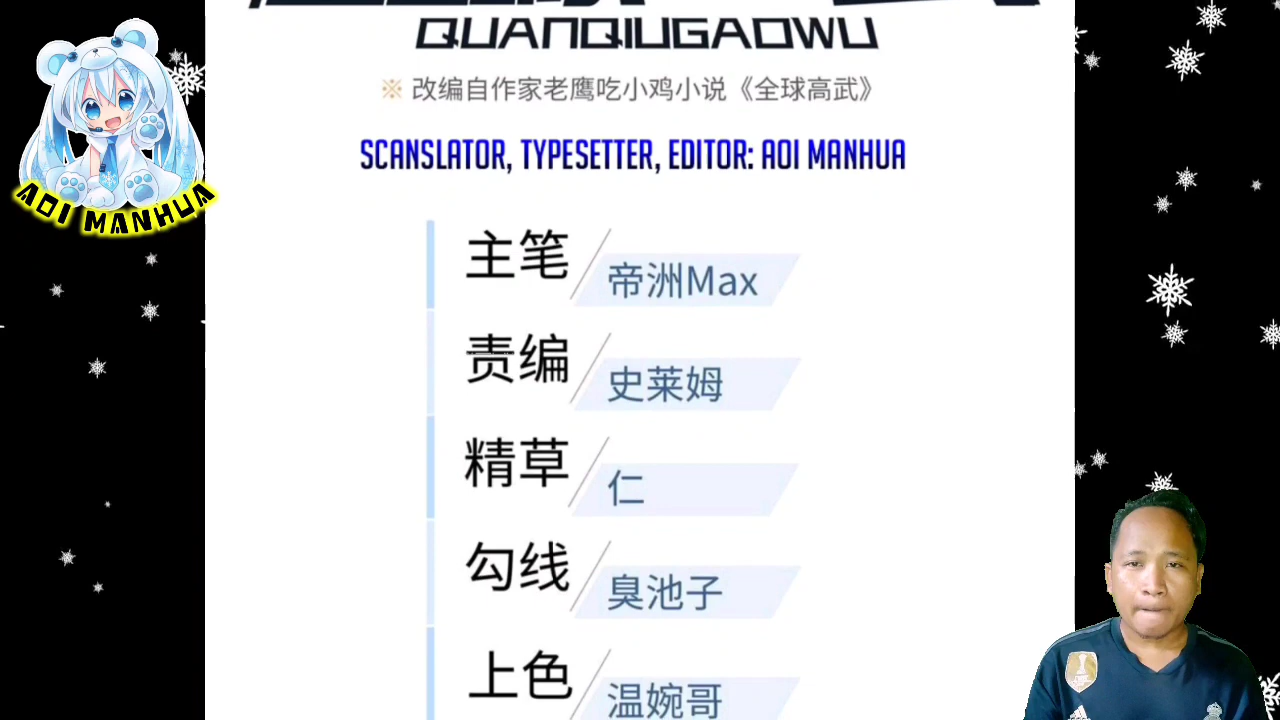 QUANQIUGAOWU
※ 改编自作家老鹰吃小鸡小说《全球高武》
SCANSLATOR, TYPESETTER, EDITOR: AOI MANHUA
AOI MANHUA
主笔
帝洲Max
责编
史莱姆
精草
仁
勾线
臭池子
上色
温婉哥